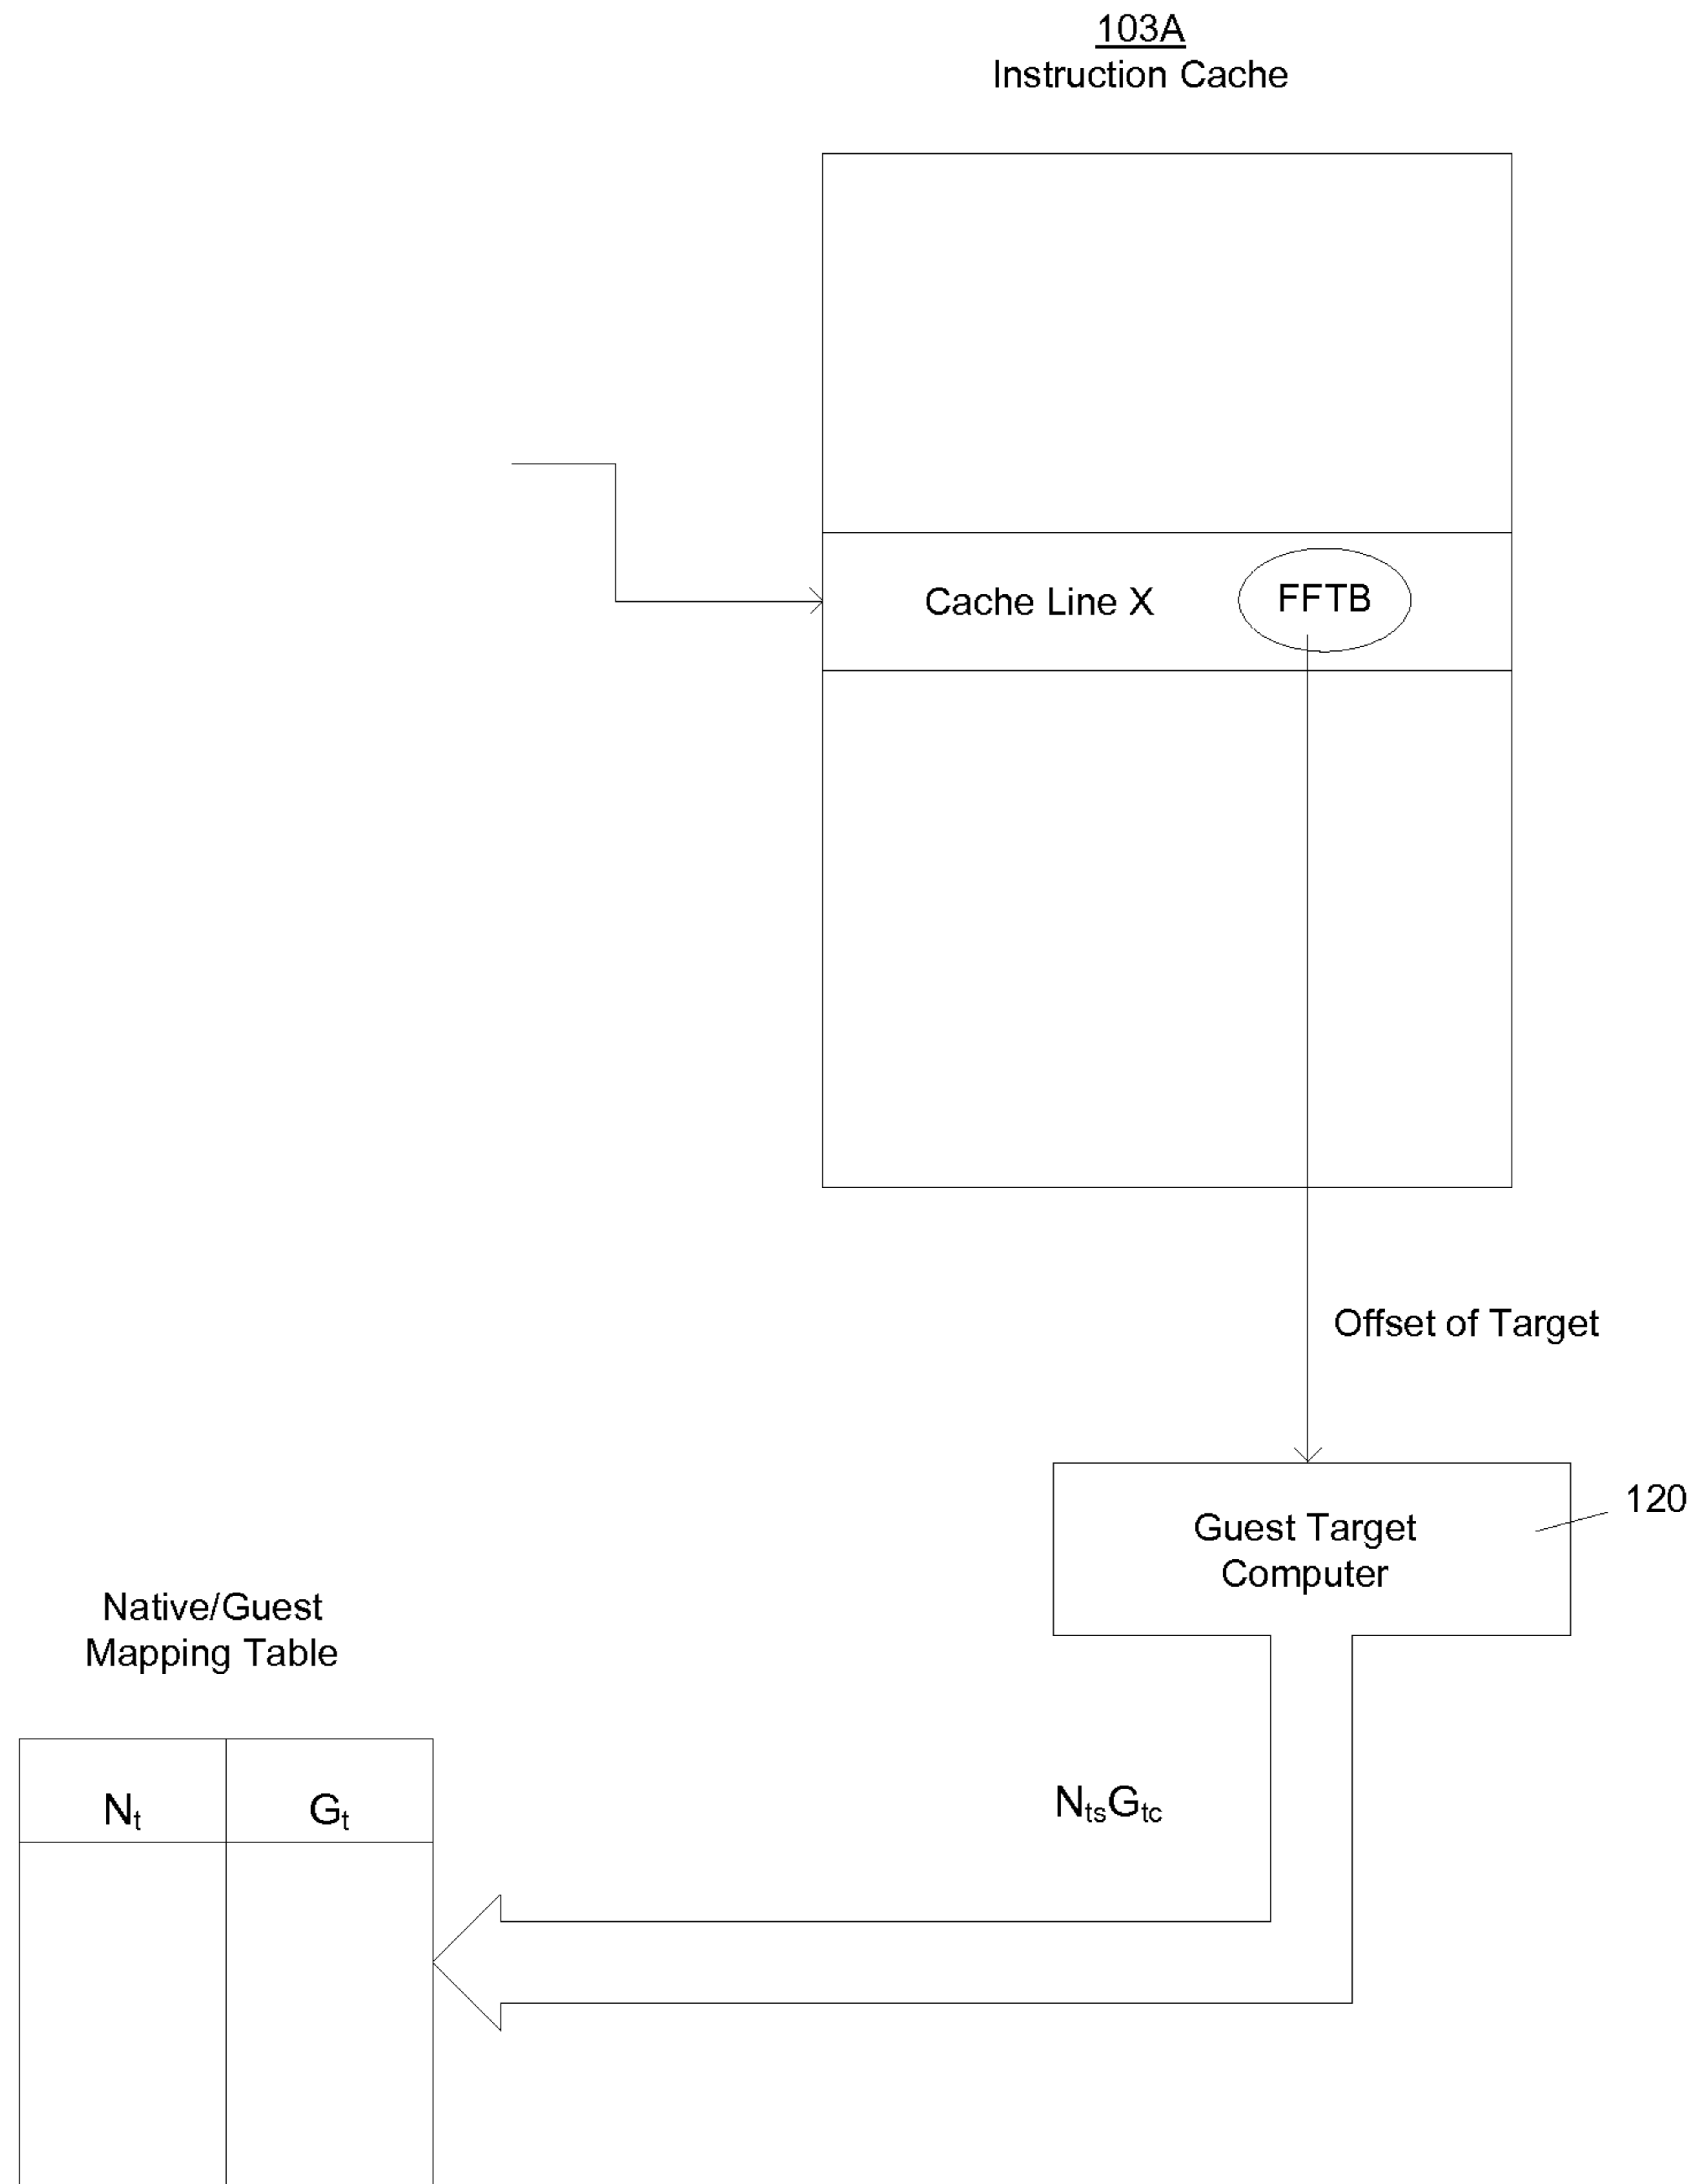 103A
Instruction Cache
Cache Line X
FFTB
Offset of Target
120
Guest Target
Computer
Native/Guest
Mapping Table
Nt
Gt
NtsGtc